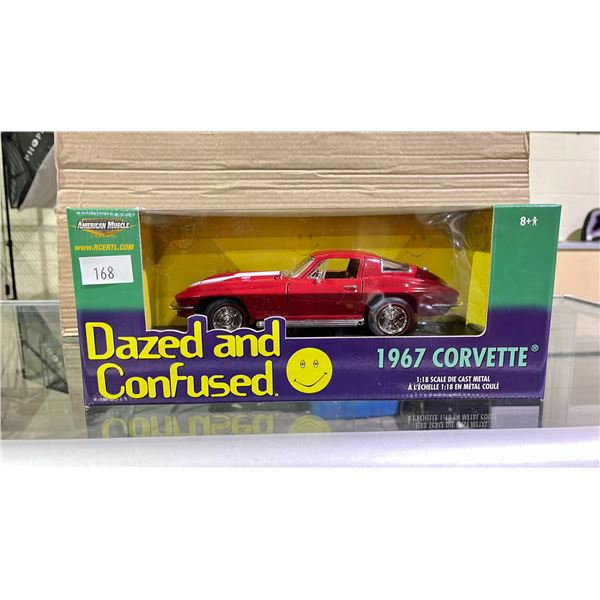 AMERICAN MUSCLE
WWW.RCERTL.COM
168
8+
Dazed and
Confused.
1967 CORVETTE®
1:18 SCALE DIE CAST METAL
À L'ÉCHELLE 1:18 EN MÉTAL COULÉ